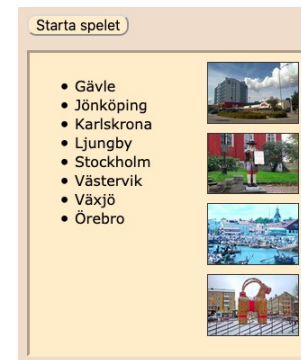 Starta spelet
Gävle
Jönköping
Karlskrona
Ljungby
Stockholm
Västervik
Växjö
Örebro